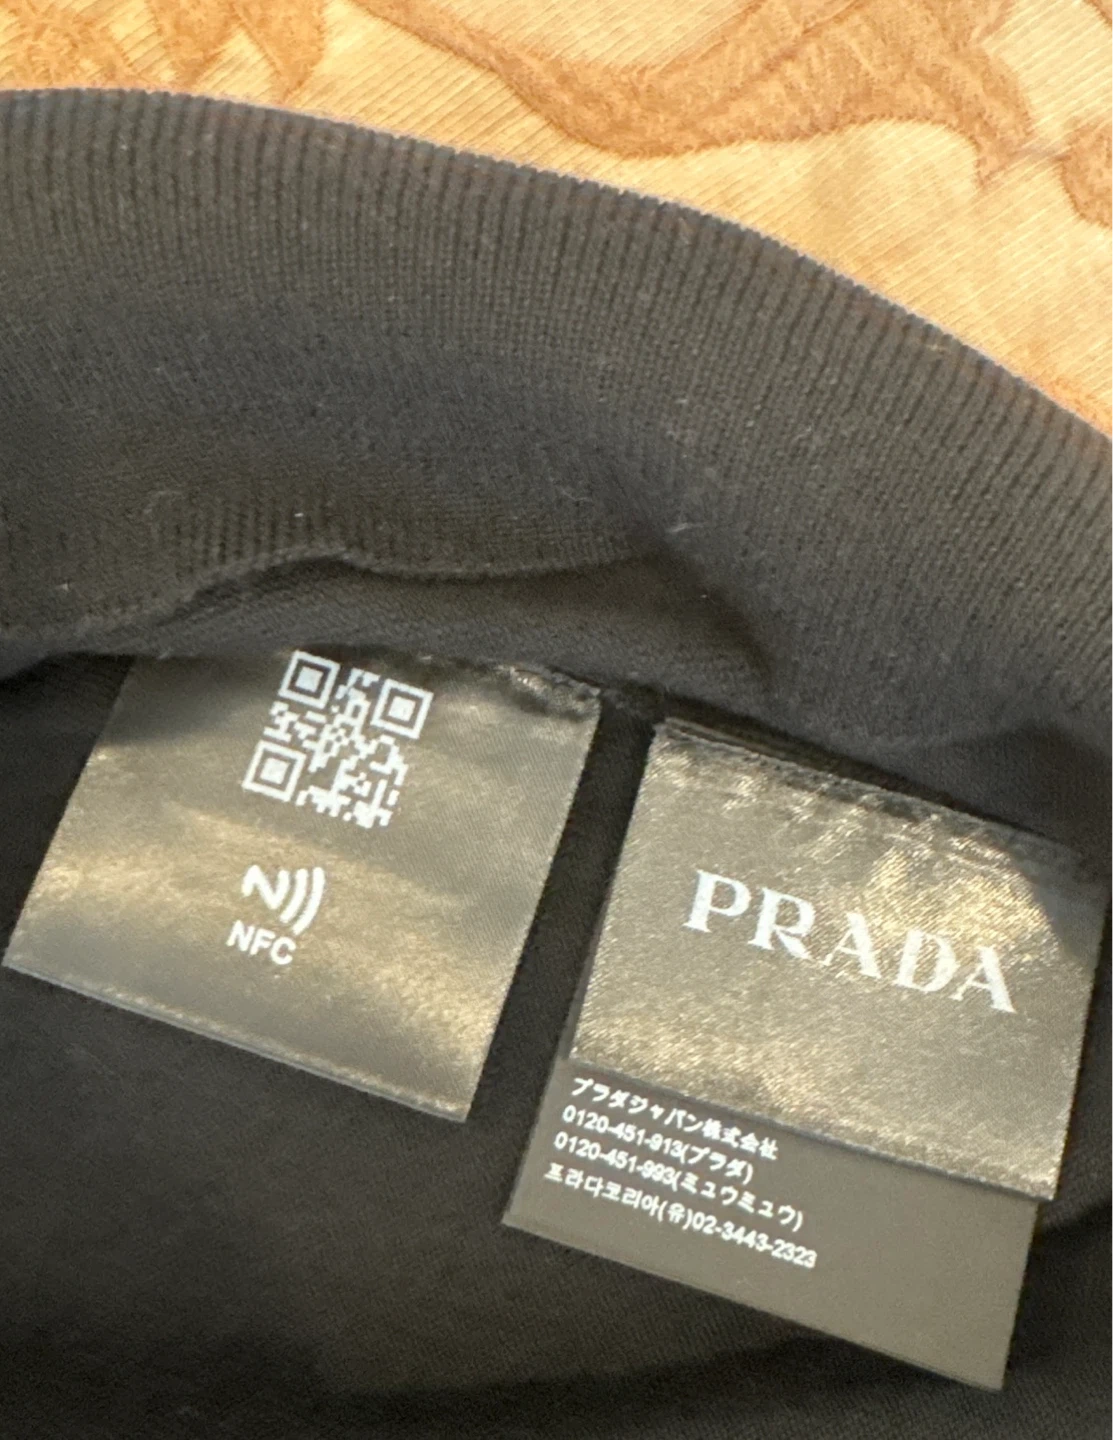 NFC
PRADA
プラダジャパン株式会社
0120-451-913(プラダ)
0120-451-993(ミュウミュウ)
프라다코리아(유)02-3443-2323